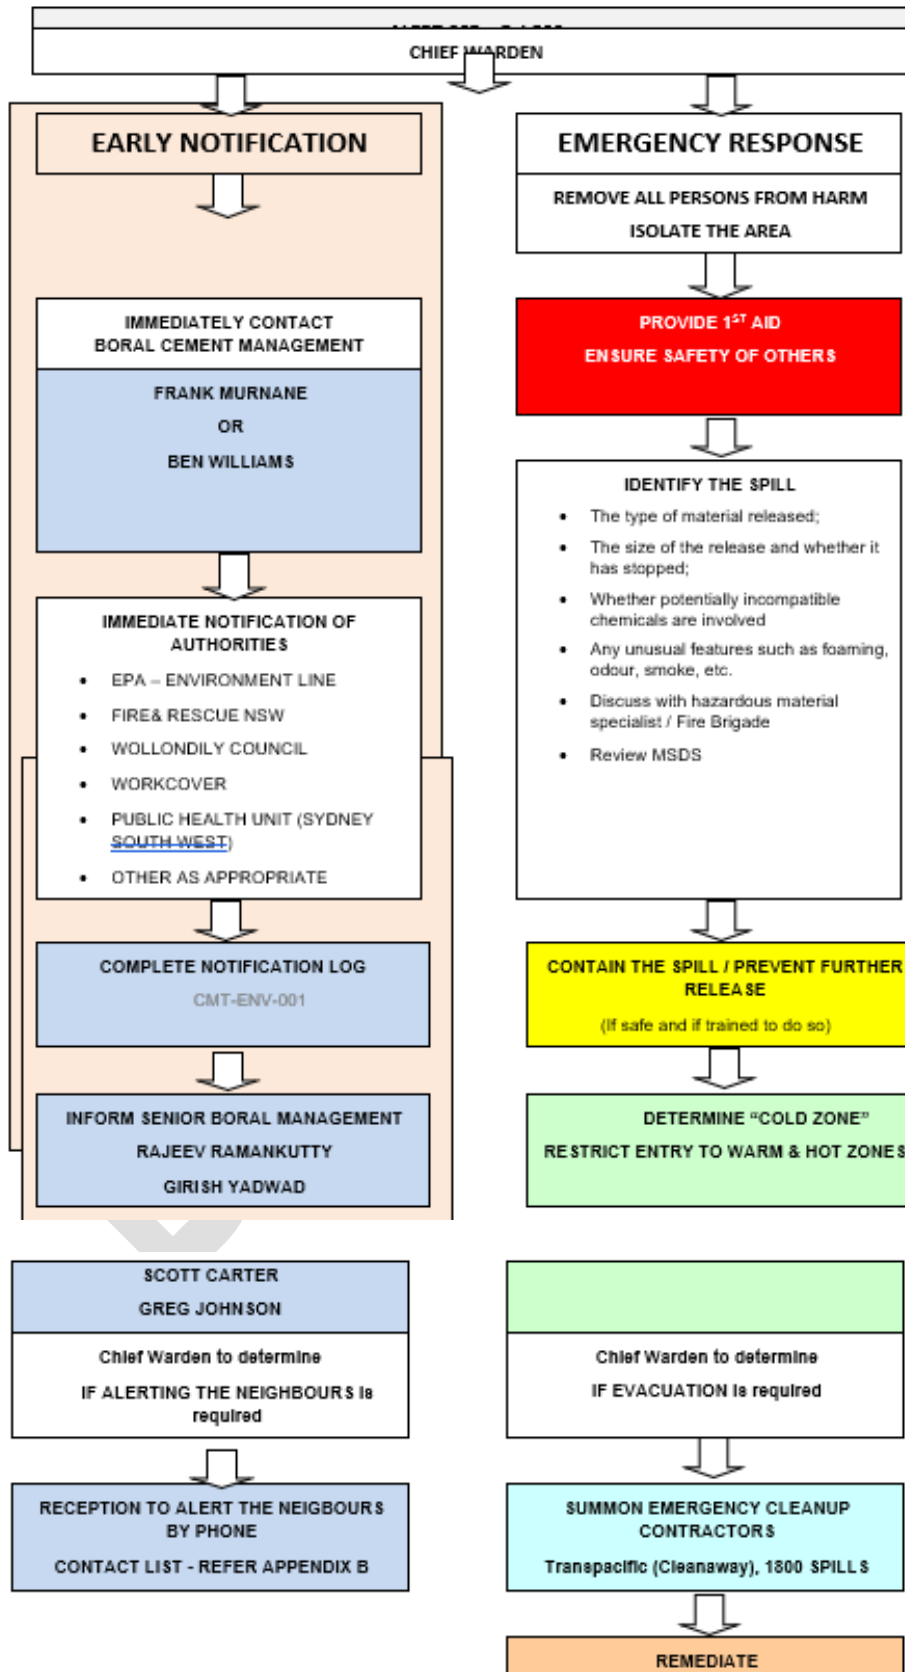 CHIEF WARDEN
EARLY NOTIFICATION
IMMEDIATELY CONTACT
BORAL CEMENT MANAGEMENT
FRANK MURNANE
OR
BEN WILLIAMS
IMMEDIATE NOTIFICATION OF
AUTHORITIES
• EPA – ENVIRONMENT LINE
• FIRE& RESCUE NSW
• WOLLONDILY COUNCIL
• WORKCOVER
• PUBLIC HEALTH UNIT (SYDNEY
SOUTH WEST)
• OTHER AS APPROPRIATE
COMPLETE NOTIFICATION LOG
CMT-ENV-001
INFORM SENIOR BORAL MANAGEMENT
RAJEEV RAMANKUTTY
GIRISH YADWAD
SCOTT CARTER
GREG JOHNSON
Chief Warden to determine
IF ALERTING THE NEIGHBOURS is
required
RECEPTION TO ALERT THE NEIGBOURS
BY PHONE
CONTACT LIST - REFER APPENDIX B
EMERGENCY RESPONSE
REMOVE ALL PERSONS FROM HARM
ISOLATE THE AREA
PROVIDE 1ST AID
ENSURE SAFETY OF OTHERS
IDENTIFY THE SPILL
• The type of material released;
• The size of the release and whether it
has stopped;
• Whether potentially incompatible
chemicals are involved
• Any unusual features such as foaming,
odour, smoke, etc.
• Discuss with hazardous material
specialist / Fire Brigade
• Review MSDS
CONTAIN THE SPILL / PREVENT FURTHER
RELEASE
(If safe and if trained to do so)
DETERMINE “COLD ZONE”
RESTRICT ENTRY TO WARM & HOT ZONES
Chief Warden to determine
IF EVACUATION is required
SUMMON EMERGENCY CLEANUP
CONTRACTORS
Transpacific (Cleanaway), 1800 SPILLS
REMEDIATE